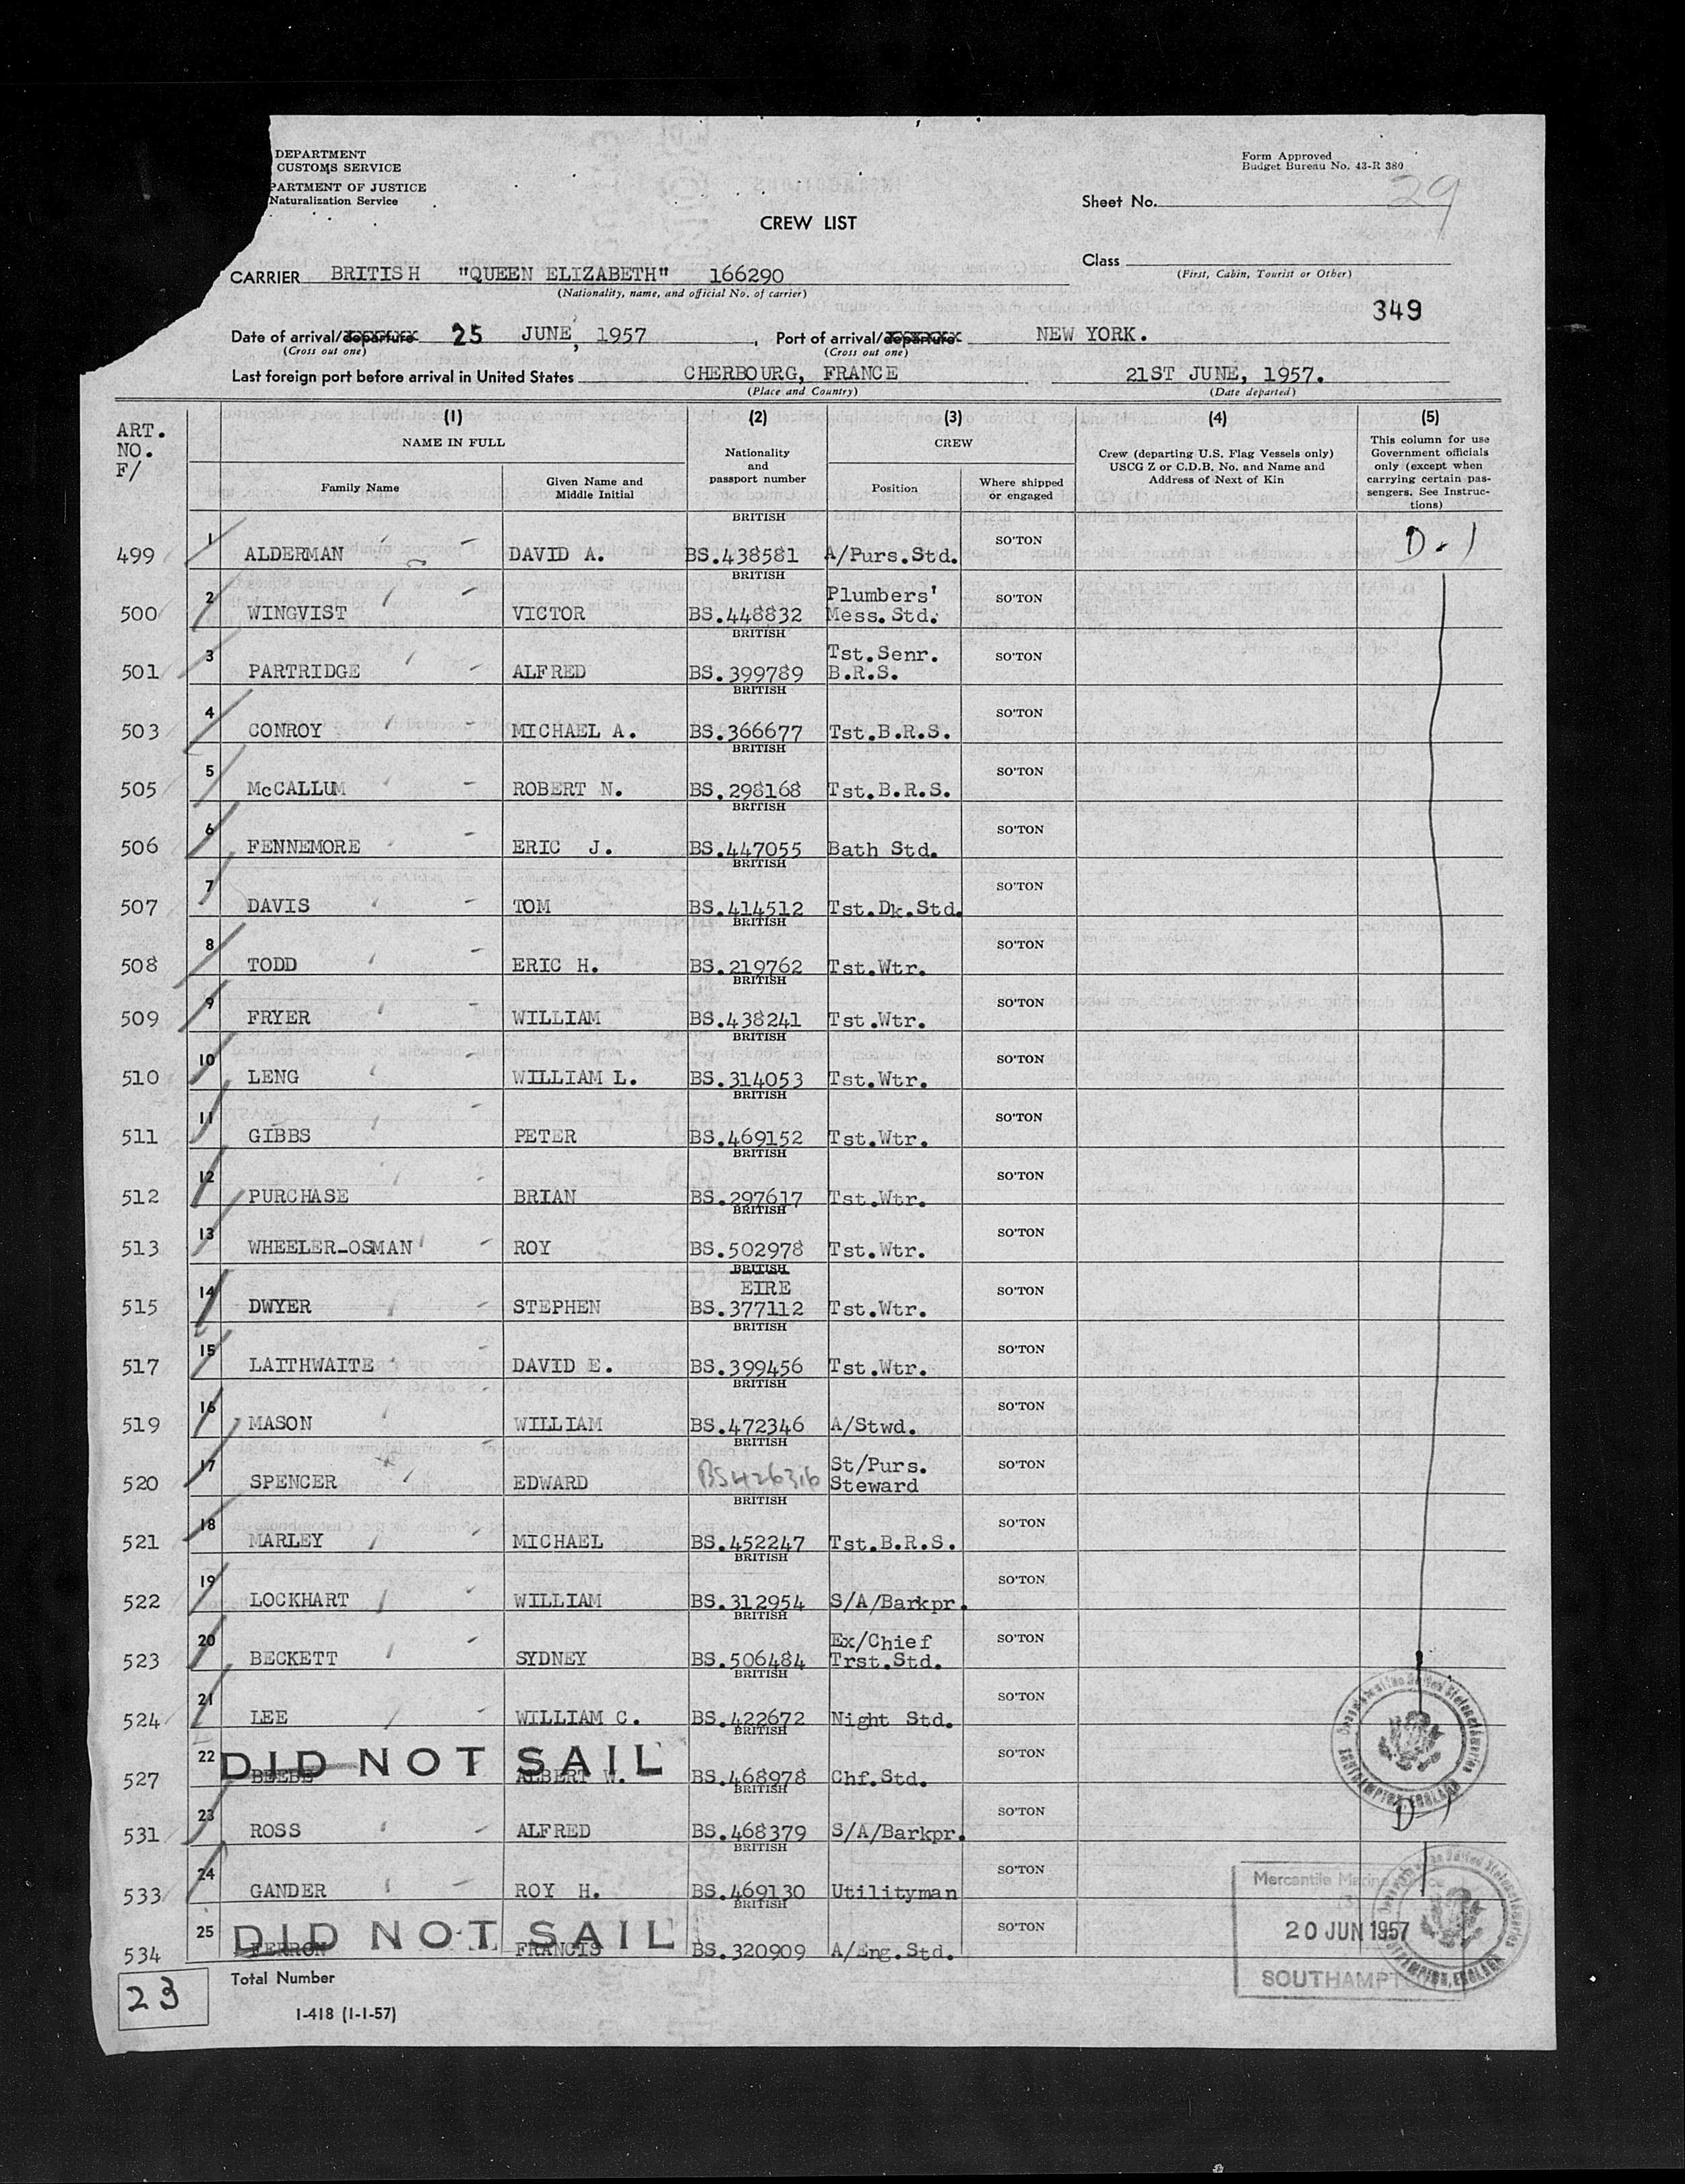 DEPARTMENT
CUSTOMS SERVICE
PARTMENT OF JUSTICE
Naturalization Service
Form Approved
Budget Bureau No. 43-R 380
Sheet No. 29
CREW LIST
Class
(First, Cabin, Tourist or Other)
CARRIER BRITISH "QUEEN ELIZABETH" 166290
(Nationality, name, and official No. of carrier)
349
Date of arrival/departure 25 JUNE, 1957, Port of arrival/departure NEW YORK.
(Cross out one) (Cross out one)
Last foreign port before arrival in United States CHERBOURG, FRANCE 21ST JUNE, 1957.
(Place and Country) (Date departed)
ART. NO. F/
(1) (2) (3) (4) (5)
NAME IN FULL
Family Name
Given Name and Middle Initial
Nationality and passport number
CREW
Position
Where shipped or engaged
Crew (departing U.S. Flag Vessels only) USCG Z or C.D.B. No. and Name and Address of Next of Kin
This column for use Government officials only (except when carrying certain passengers. See Instructions)
499 1 ALDERMAN DAVID A. BRITISH BS.438581 A/Purs.Std. SO'TON D-1
500 2 WINGVIST VICTOR BRITISH BS.448832 Plumbers' Mess.Std. SO'TON
501 3 PARTRIDGE ALFRED BRITISH BS.399789 Tst.Senr. B.R.S. SO'TON
503 4 CONROY MICHAEL A. BRITISH BS.366677 Tst.B.R.S. SO'TON
505 5 McCALLUM ROBERT N. BRITISH BS.298168 Tst.B.R.S. SO'TON
506 6 FENNEMORE ERIC J. BRITISH BS.447055 Bath Std. SO'TON
507 7 DAVIS TOM BRITISH BS.414512 Tst.Dk.Std. SO'TON
508 8 TODD ERIC H. BRITISH BS.219762 Tst.Wtr. SO'TON
509 9 FRYER WILLIAM BRITISH BS.438241 Tst.Wtr. SO'TON
510 10 LENG WILLIAM L. BRITISH BS.314053 Tst.Wtr. SO'TON
511 11 GIBBS PETER BRITISH BS.469152 Tst.Wtr. SO'TON
512 12 PURCHASE BRIAN BRITISH BS.297617 Tst.Wtr. SO'TON
513 13 WHEELER-OSMAN ROY BRITISH BS.502978 Tst.Wtr. SO'TON
515 14 DWYER STEPHEN BRITISH EIRE BS.377112 Tst.Wtr. SO'TON
517 15 LAITHWAITE DAVID E. BRITISH BS.399456 Tst.Wtr. SO'TON
519 16 MASON WILLIAM BRITISH BS.472346 A/Stwd. SO'TON
520 17 SPENCER EDWARD BRITISH BS426316 St/Purs. Steward SO'TON
521 18 MARLEY MICHAEL BRITISH BS.452247 Tst.B.R.S. SO'TON
522 19 LOCKHART WILLIAM BRITISH BS.312954 S/A/Barkpr. SO'TON
523 20 BECKETT SYDNEY BRITISH BS.506484 Ex/Chief Trst.Std. SO'TON
524 21 LEE WILLIAM C. BRITISH BS.422672 Night Std. SO'TON
527 22 BEEBE ALBERT W. BRITISH BS.468978 Chf.Std. SO'TON
DID NOT SAIL
531 23 ROSS ALFRED BRITISH BS.468379 S/A/Barkpr. SO'TON D-1
533 24 GANDER ROY H. BRITISH BS.469130 Utilityman SO'TON
534 25 FERRON FRANCIS BRITISH BS.320909 A/Eng.Std. SO'TON
DID NOT SAIL
SOUTHAMPTON, ENGLAND
Mercantile Marine
20 JUN 1957
SOUTHAMPT
23
Total Number
I-418 (1-1-57)